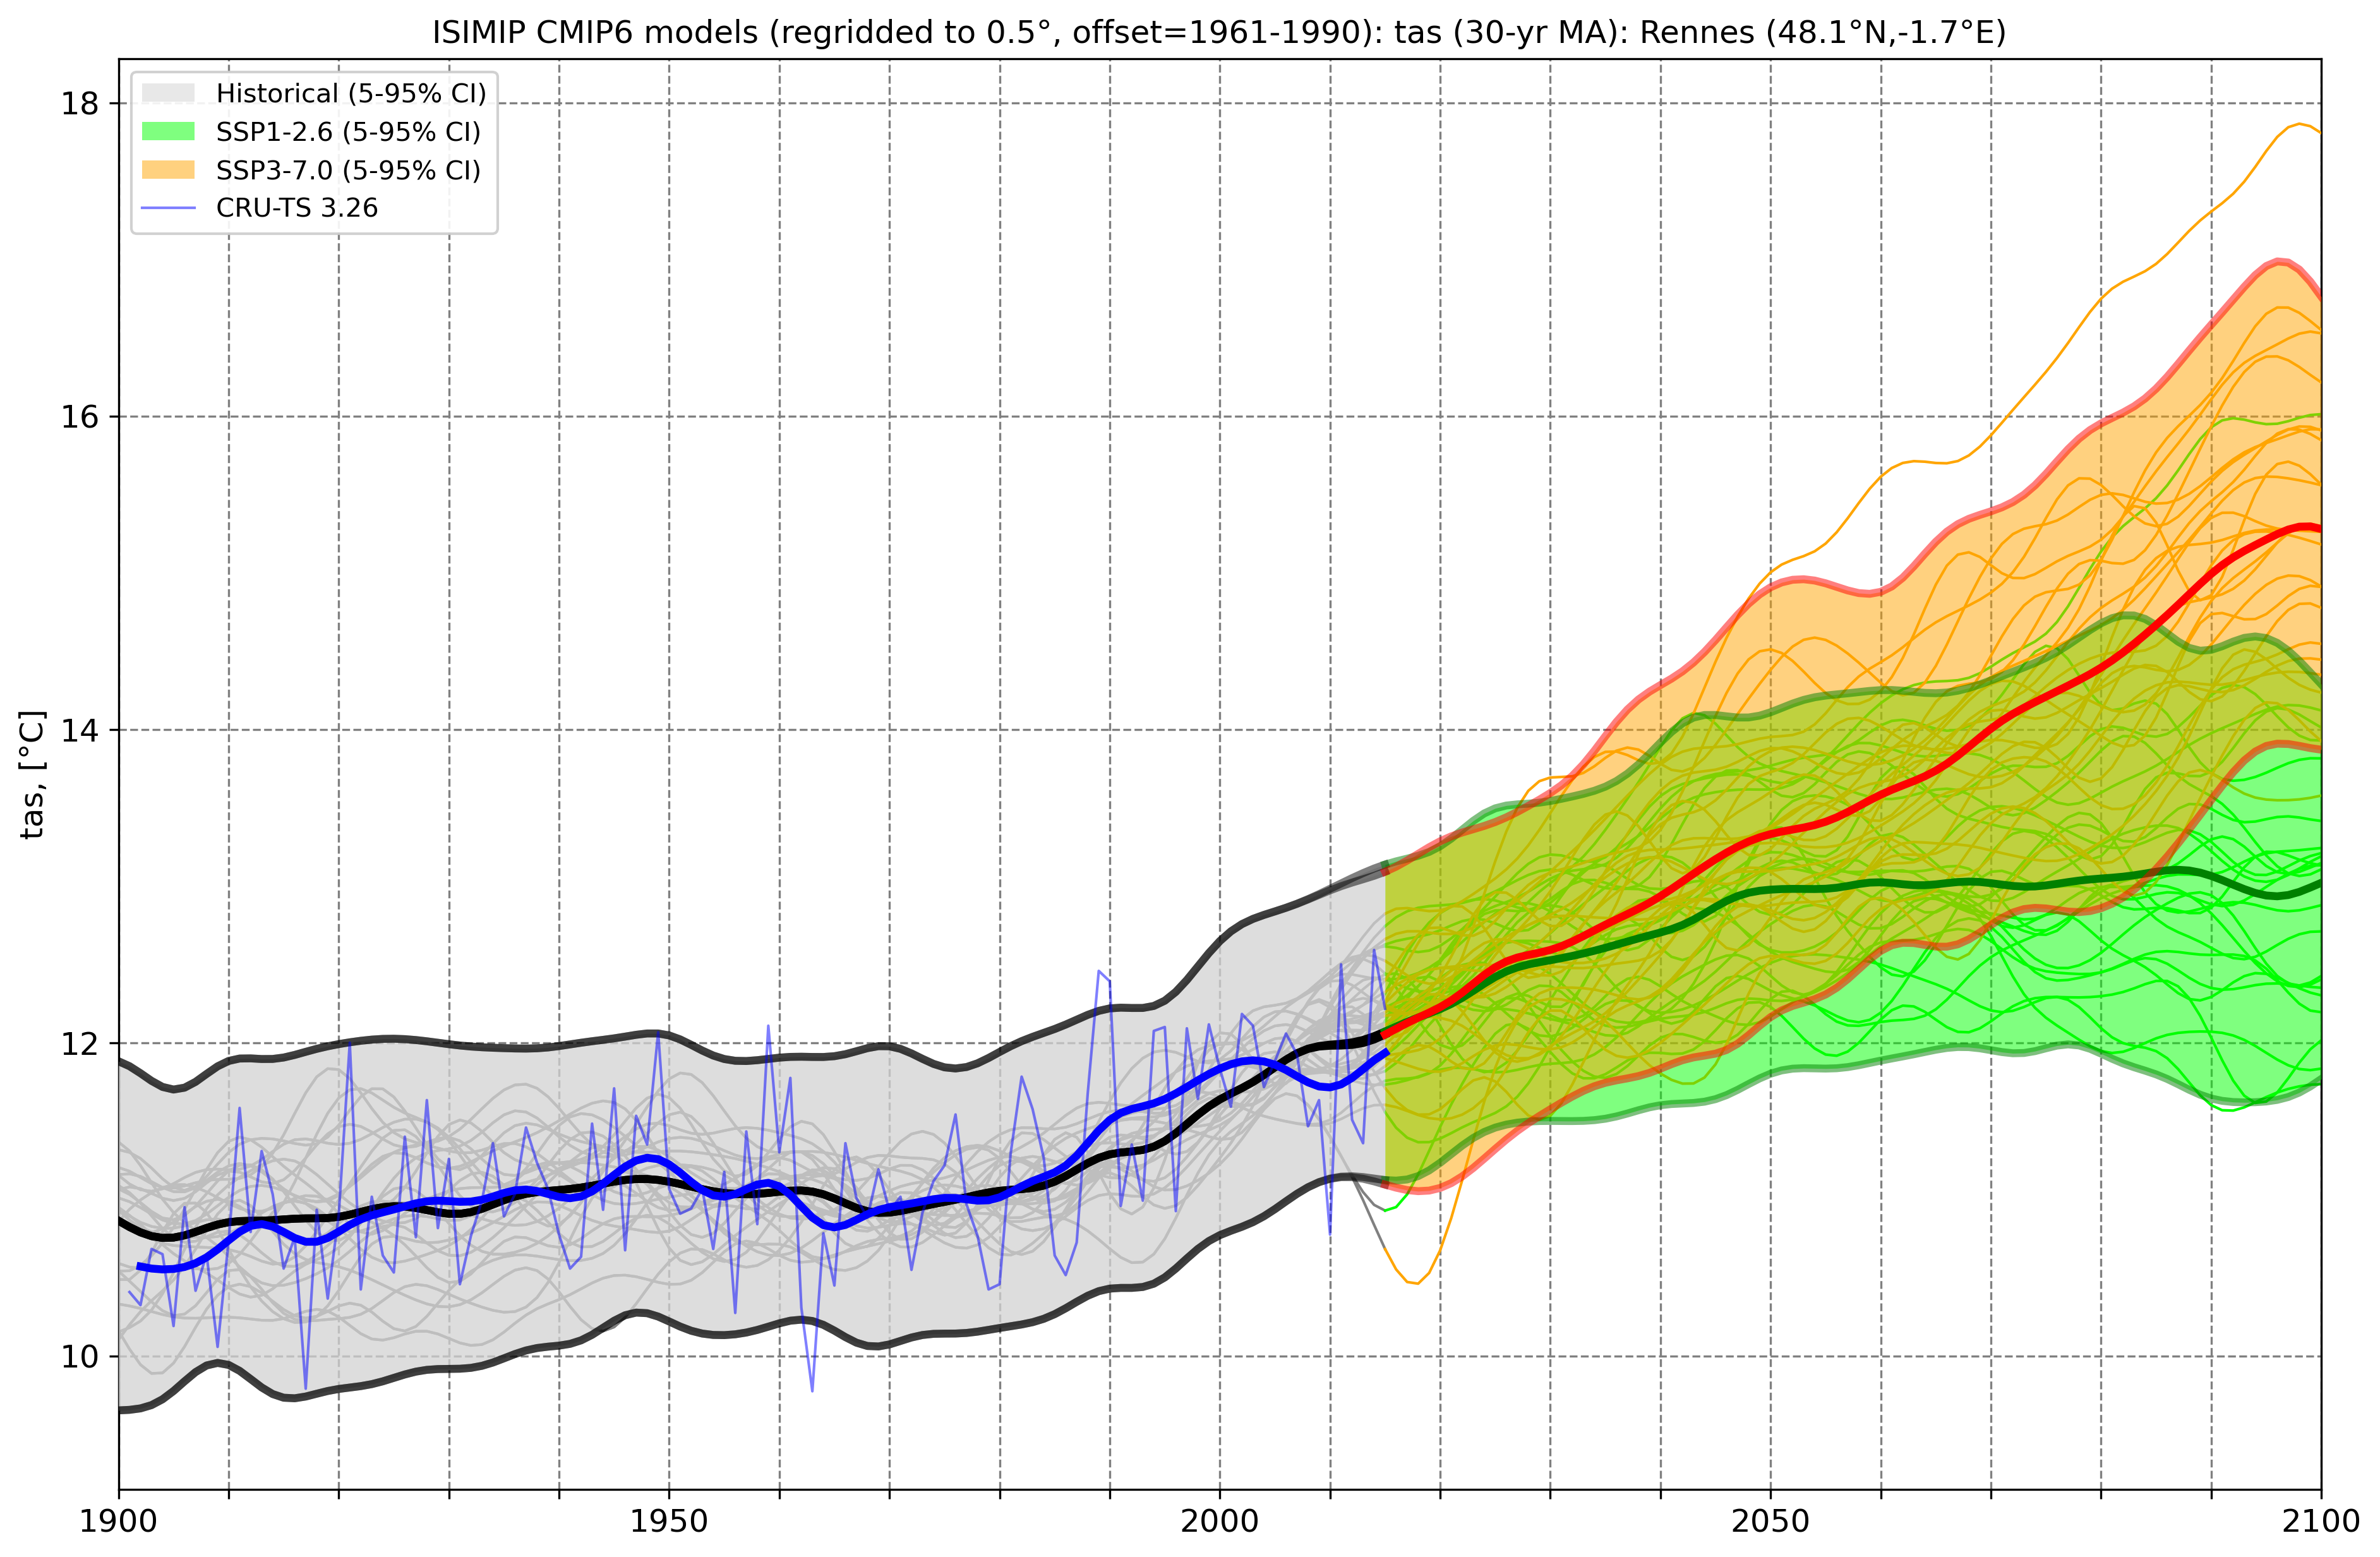 ISIMIP CMIP6 models (regridded to 0.5°, offset=1961-1990): tas (30-yr MA): Rennes (48.1°N,-1.7°E)
Historical (5-95% CI)
SSP1-2.6 (5-95% CI)
SSP3-7.0 (5-95% CI)
CRU-TS 3.26
18
16
14
12
10
tas, [°C]
1900 1950 2000 2050 2100